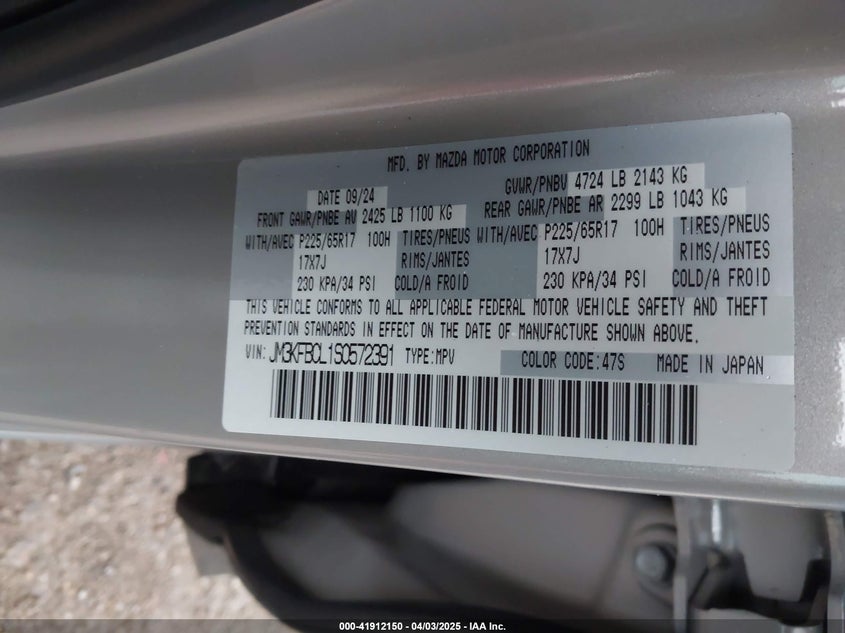 MFD. BY MAZDA MOTOR CORPORATION
DATE 09/24 GVWR/PNBV 4724 LB 2143 KG
FRONT GAWR/PNBE AV 2425 LB 1100 KG REAR GAWR/PNBE AR 2299 LB 1043 KG
WITH/AVEC P225/65R17 100H TIRES/PNEUS WITH/AVEC P225/65R17 100H TIRES/PNEUS
17X7J RIMS/JANTES 17X7J RIMS/JANTES
230 KPA/34 PSI COLD/A FROID 230 KPA/34 PSI COLD/A FROID
THIS VEHICLE CONFORMS TO ALL APPLICABLE FEDERAL MOTOR VEHICLE SAFETY AND THEFT
PREVENTION STANDARDS IN EFFECT ON THE DATE OF MANUFACTURE SHOWN ABOVE.
VIN: JM3KFBCL1S0572391 TYPE:MPV COLOR CODE:47S MADE IN JAPAN
000-41912150 - 04/03/2025 - IAA Inc.